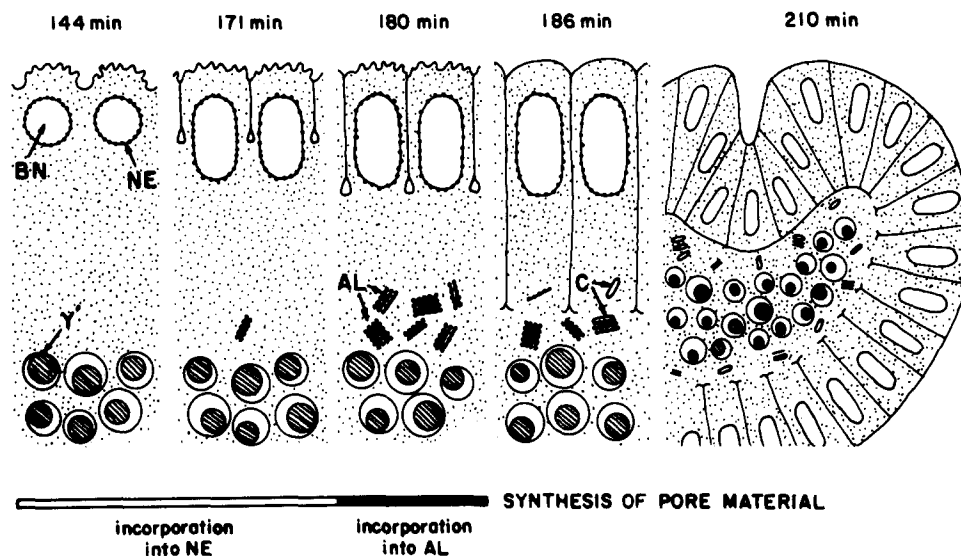 144 min 171 min 180 min 186 min 210 min
BN NE
AL C
Y
SYNTHESIS OF PORE MATERIAL
incorporation incorporation
into NE into AL